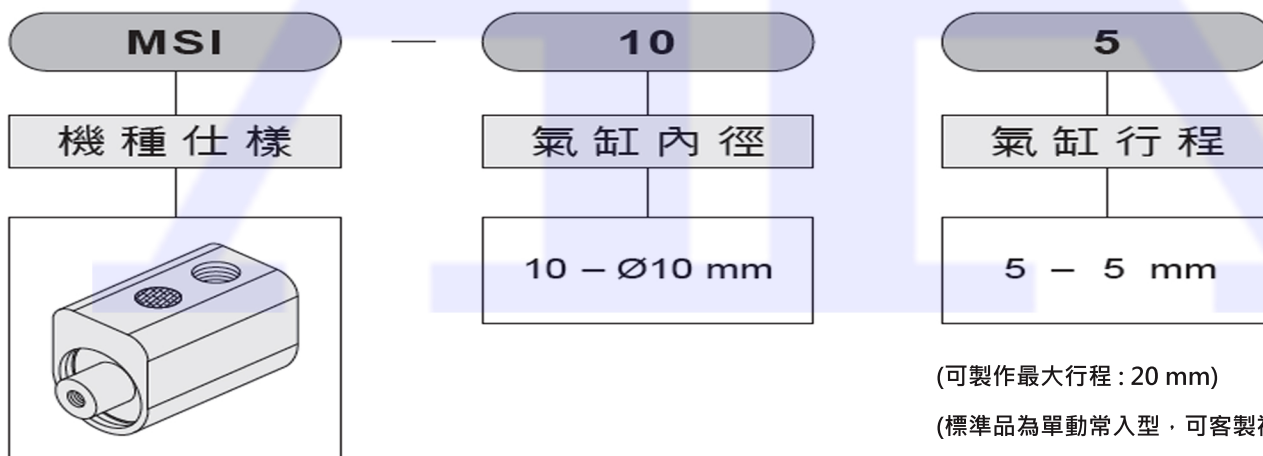 MSI — 10 5
機種仕樣 氣缸內徑 氣缸行程
10 – Ø10 mm 5 – 5 mm
(可製作最大行程 : 20 mm)
(標準品為單動常入型，可客製